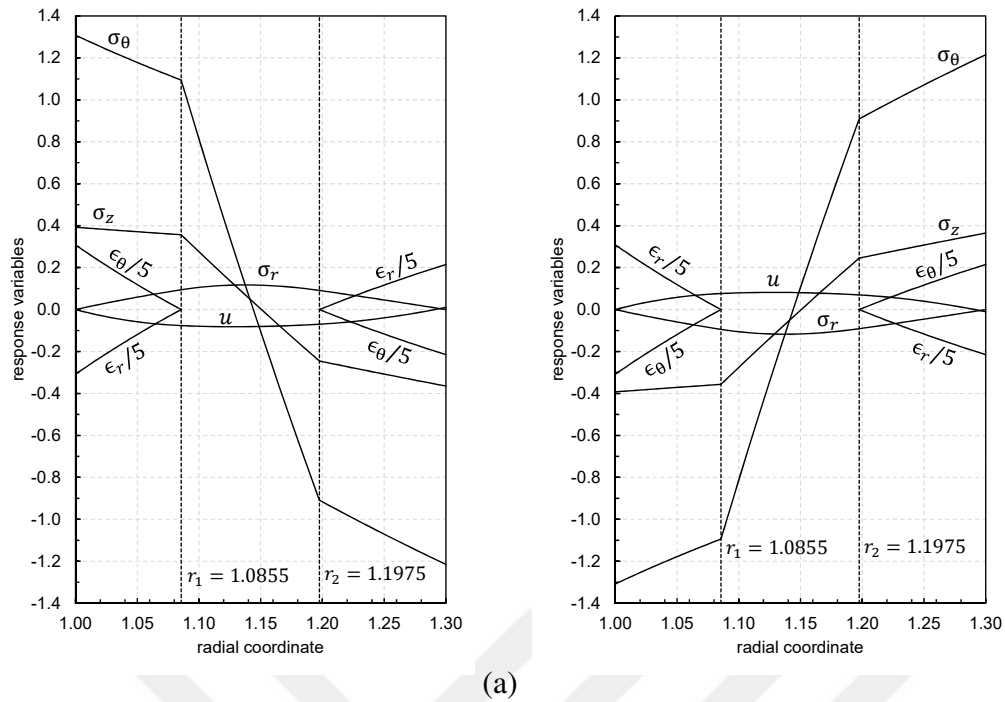 1.4
1.2
1.0
0.8
0.6
0.4
0.2
0.0
-0.2
-0.4
-0.6
-0.8
-1.0
-1.2
-1.4
response variables
σθ
σz
ϵθ/5
ϵr/5
σr
u
ϵr/5
ϵθ/5
r1 = 1.0855
r2 = 1.1975
1.00 1.05 1.10 1.15 1.20 1.25 1.30
radial coordinate
1.4
1.2
1.0
0.8
0.6
0.4
0.2
0.0
-0.2
-0.4
-0.6
-0.8
-1.0
-1.2
-1.4
response variables
σθ
σz
ϵr/5
ϵθ/5
u
σr
ϵθ/5
ϵr/5
r1 = 1.0855
r2 = 1.1975
1.00 1.05 1.10 1.15 1.20 1.25 1.30
radial coordinate
(a)